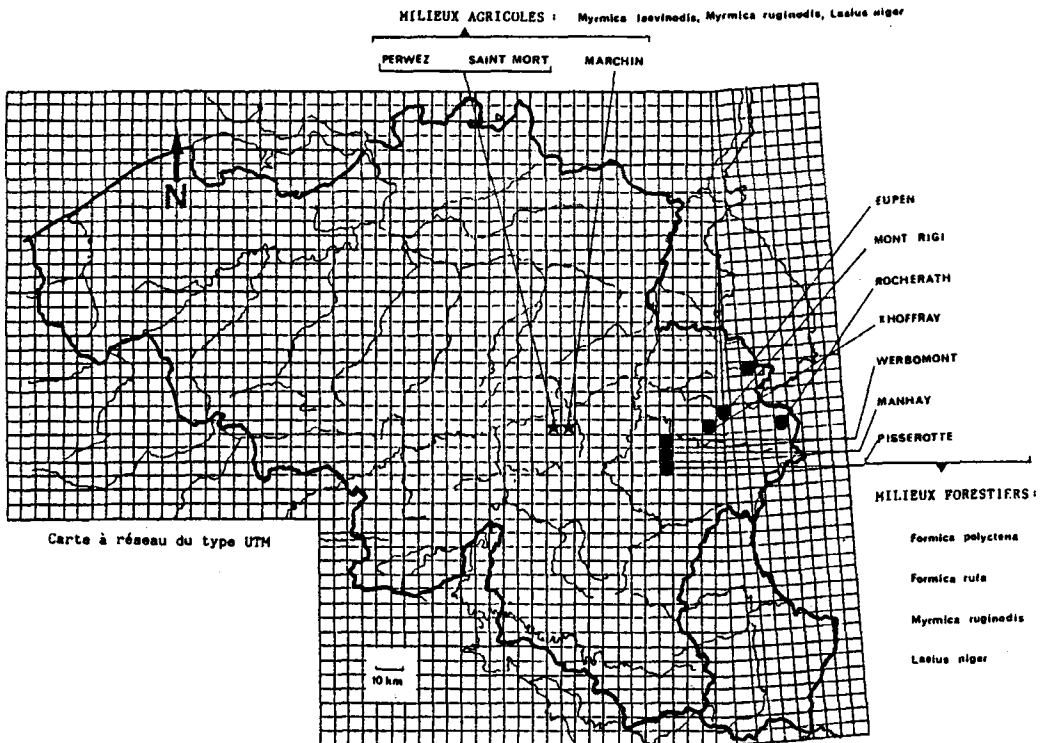 MILIEUX AGRICOLES : Myrmica laevinodis, Myrmica ruginodis, Lasius niger
PERWEZ SAINT MORT MARCHIN
N
EUPEN
MONT RIGI
ROCHERATH
XHOFFRAY
WERBOMONT
MANHAY
PISSEROTTE
MILIEUX FORESTIERS :
Formica polyctena
Formica rufa
Myrmica ruginodis
Lasius niger
Carte à réseau du type UTM
10 km